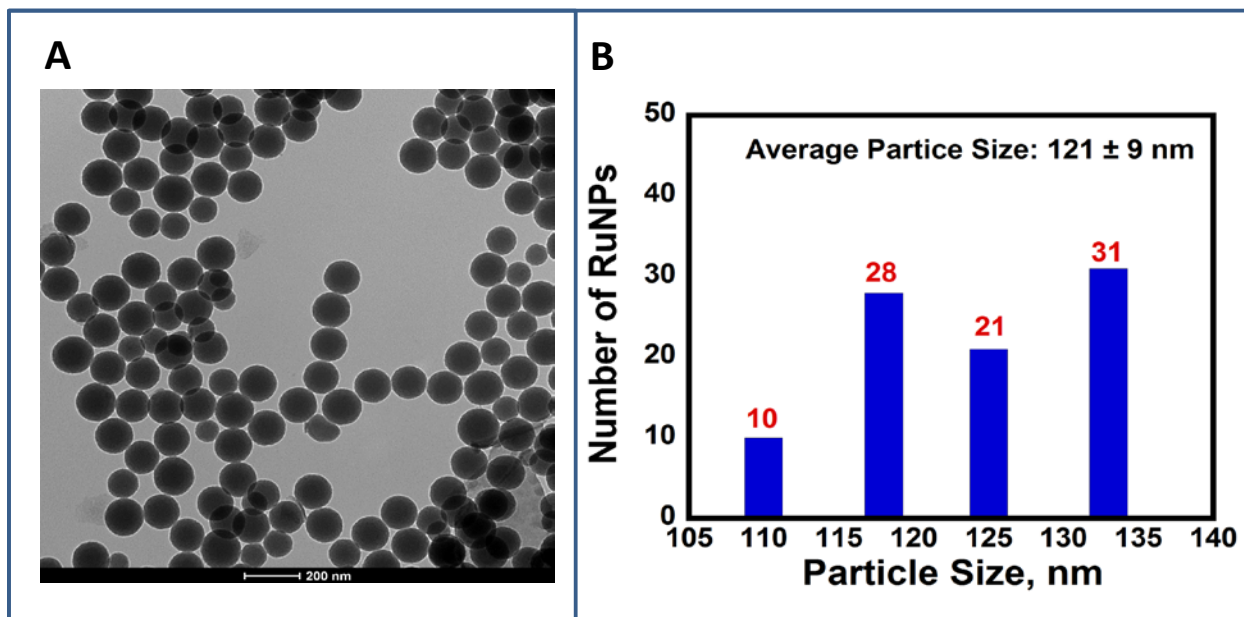 A
200 nm
B
Average Partice Size: 121 ± 9 nm
Number of RuNPs
50
40
30
20
10
0
10
28
21
31
105 110 115 120 125 130 135 140
Particle Size, nm